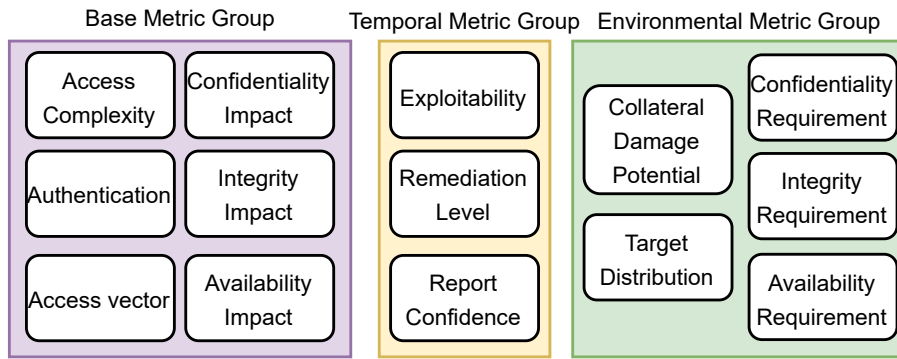 Base Metric Group
Access
Complexity
Confidentiality
Impact
Authentication
Integrity
Impact
Access vector
Availability
Impact
Temporal Metric Group
Exploitability
Remediation
Level
Report
Confidence
Environmental Metric Group
Collateral
Damage
Potential
Target
Distribution
Confidentiality
Requirement
Integrity
Requirement
Availability
Requirement